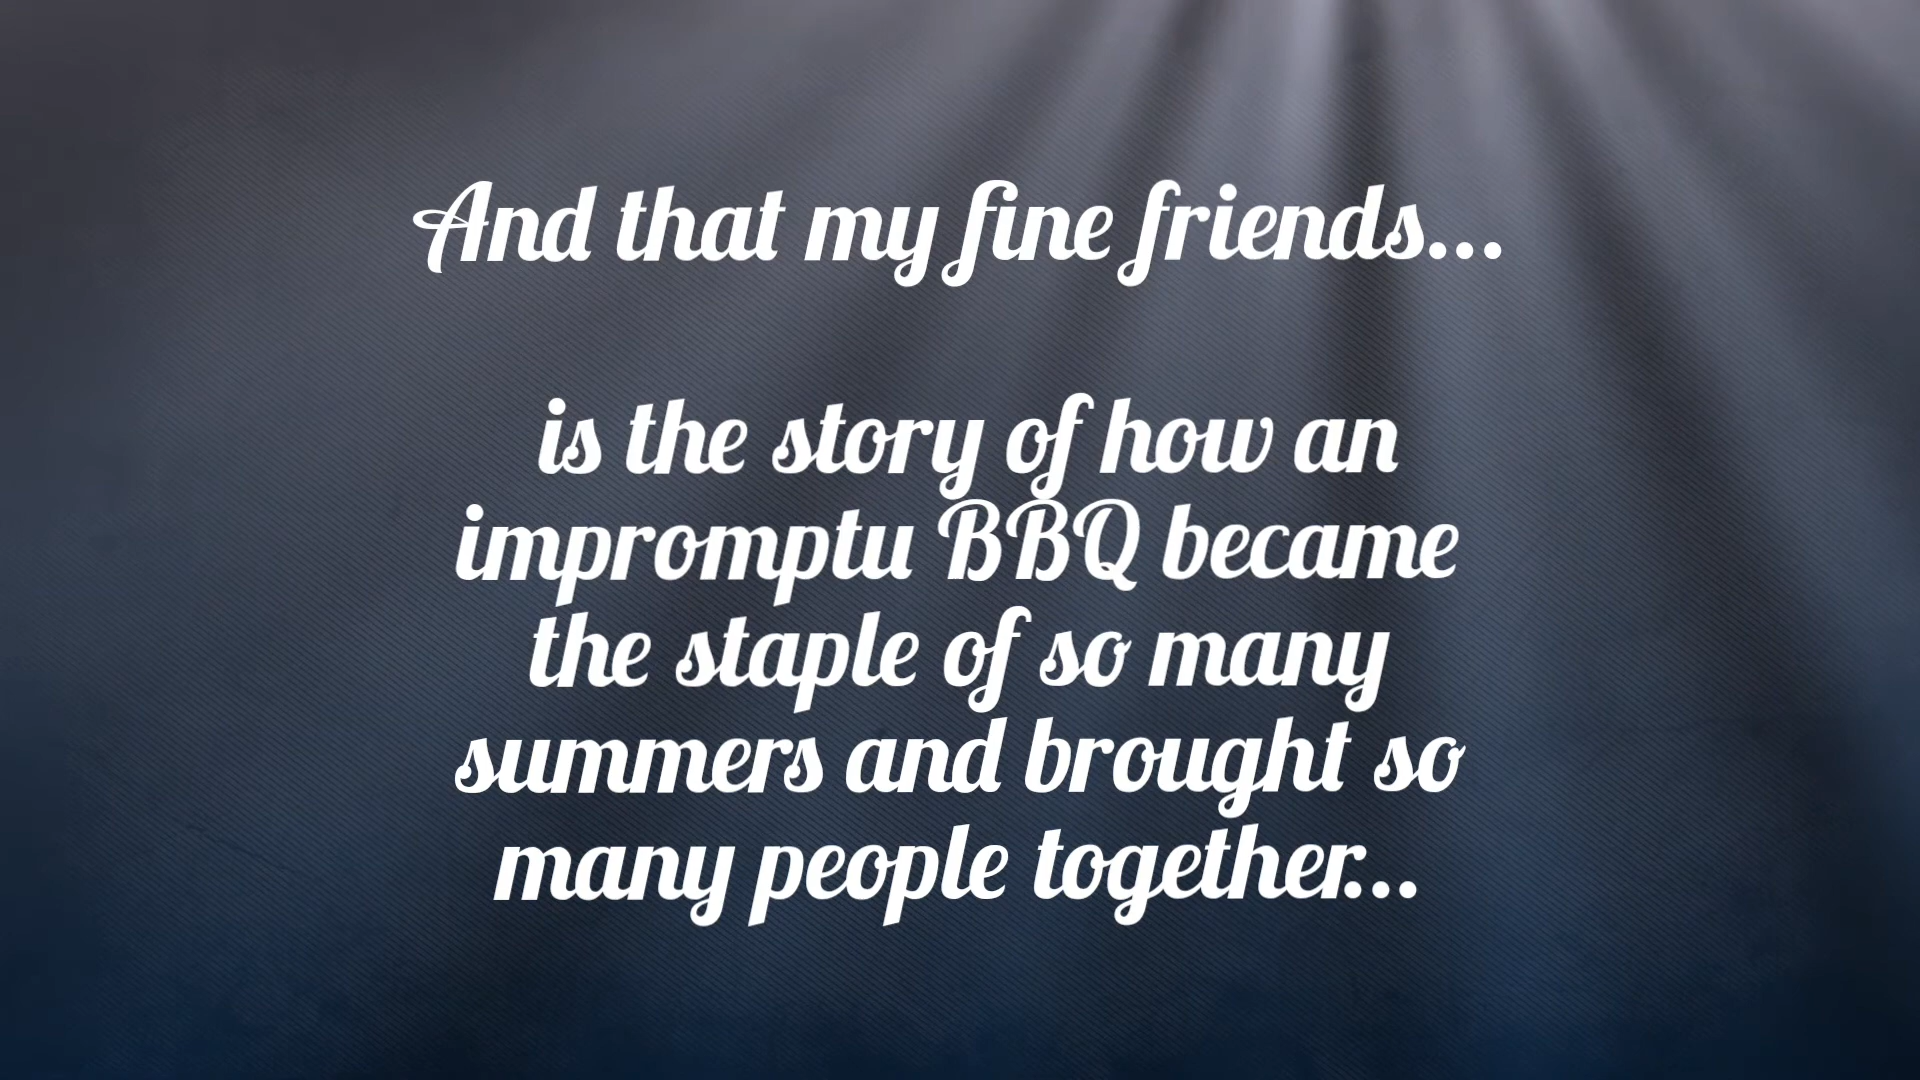 And that my fine friends...
is the story of how an
impromptu BBQ became
the staple of so many
summers and brought so
many people together...